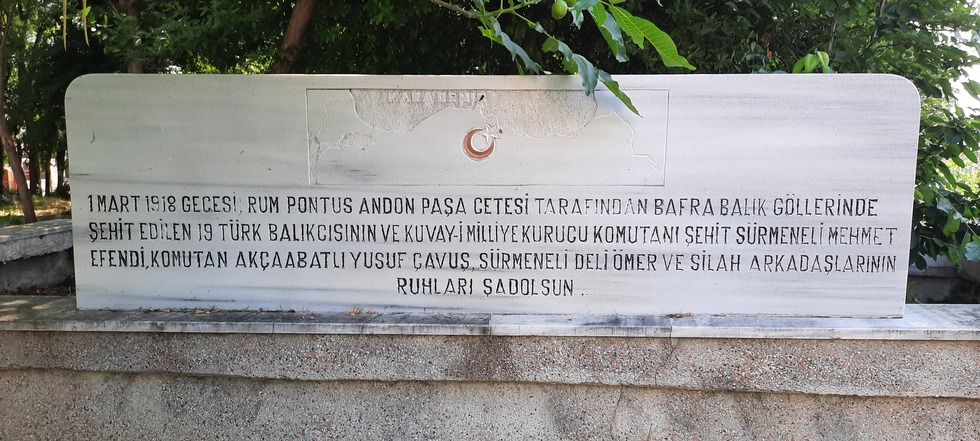 KARADENİ
1 MART 1918 GECESİ, RUM PONTUS ANDON PAŞA ÇETESİ TARAFINDAN BAFRA BALIK GÖLLERİNDE
ŞEHİT EDİLEN 19 TÜRK BALIKCISININ VE KUVAY-İ MİLLİYE KURUCU KOMUTANI ŞEHİT SÜRMENELİ MEHMET
EFENDİ, KOMUTAN AKÇAABATLI YUSUF ÇAVUŞ, SÜRMENELİ DELİ ÖMER VE SİLAH ARKADAŞLARININ
RUHLARI ŞADOLSUN ....